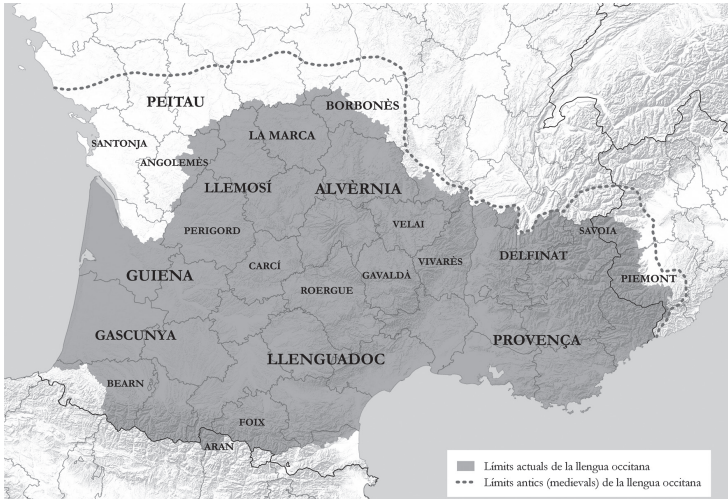 PEITAU
BORBONÈS
SANTONJA
LA MARCA
ANGOLEMÈS
LLEMOSÍ
ALVÈRNIA
PERIGORD
VELAI
SAVOIA
CARCÍ
VIVARÉS
DELFINAT
GUIENA
GAVALDÀ
PIEMONT
ROERGUE
GASCUNYA
PROVENÇA
LLENGUADOC
BEARN
FOIX
ARAN
Límits actuals de la llengua occitana
Límits antics (medievals) de la llengua occitana